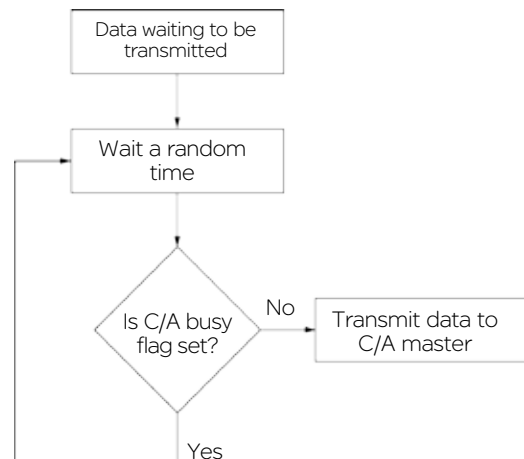 Data waiting to be
transmitted
Wait a random
time
Is C/A busy
flag set?
No
Transmit data to
C/A master
Yes